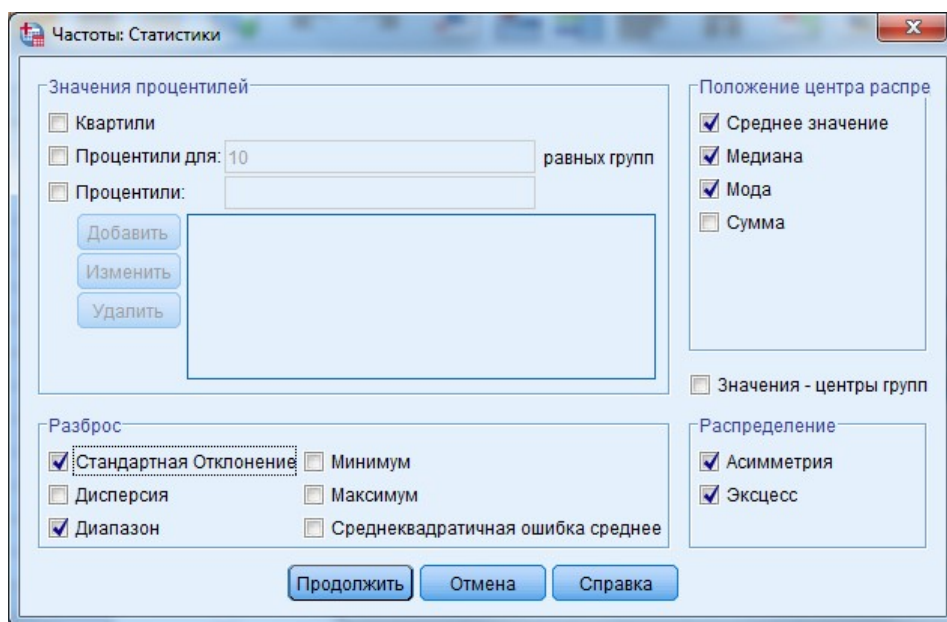 Частоты: Статистики
Значения процентилей
Квартили
Процентили для: 10 равных групп
Процентили:
Добавить
Изменить
Удалить
Положение центра распре
Среднее значение
Медиана
Мода
Сумма
Значения - центры групп
Разброс
Стандартная Отклонение
Минимум
Дисперсия
Максимум
Диапазон
Среднеквадратичная ошибка среднее
Распределение
Асимметрия
Эксцесс
Продолжить
Отмена
Справка